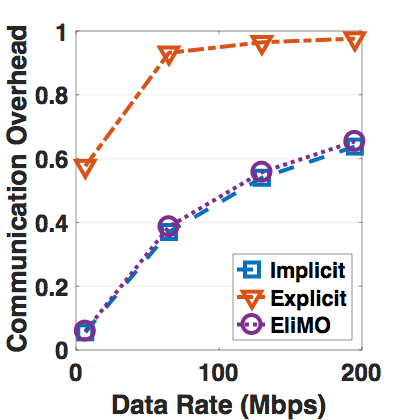 Communication Overhead
1
0.8
0.6
0.4
0.2
0
0 100 200
Data Rate (Mbps)
Implicit
Explicit
EliMO